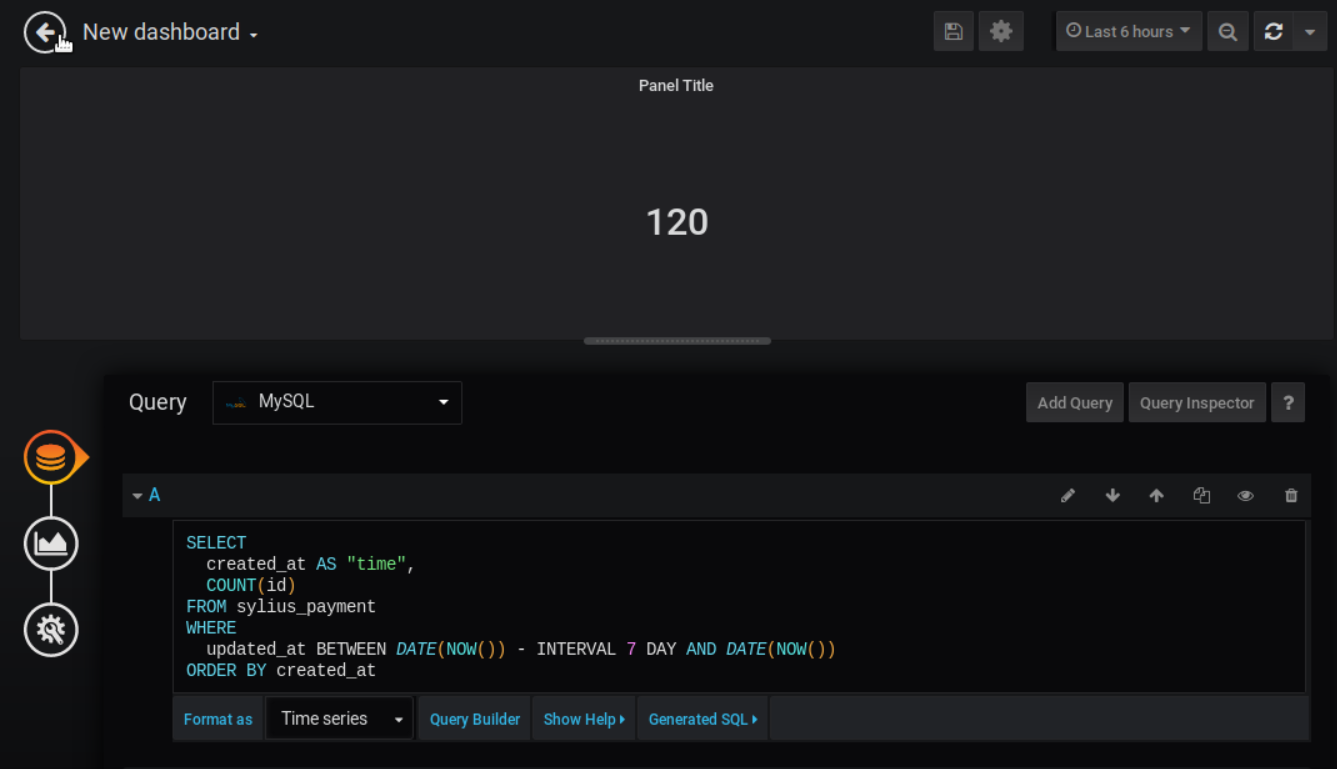 New dashboard
Last 6 hours
Panel Title
120
Query
MySQL
Add Query
Query Inspector
?
A
SELECT
created_at AS "time",
COUNT(id)
FROM sylius_payment
WHERE
updated_at BETWEEN DATE(NOW()) - INTERVAL 7 DAY AND DATE(NOW())
ORDER BY created_at
Format as
Time series
Query Builder
Show Help
Generated SQL